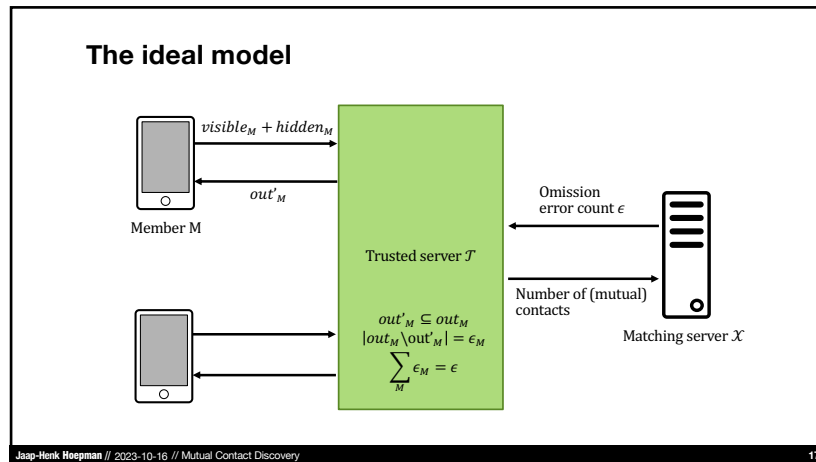 The ideal model
visible_M + hidden_M
out'_M
Member M
Omission
error count ϵ
Trusted server 𝒯
Number of (mutual)
contacts
Matching server 𝒳
out'_M ⊆ out_M
|out_M\out'_M| = ϵ_M
∑_M ϵ_M = ϵ
Jaap-Henk Hoepman // 2023-10-16 // Mutual Contact Discovery
17